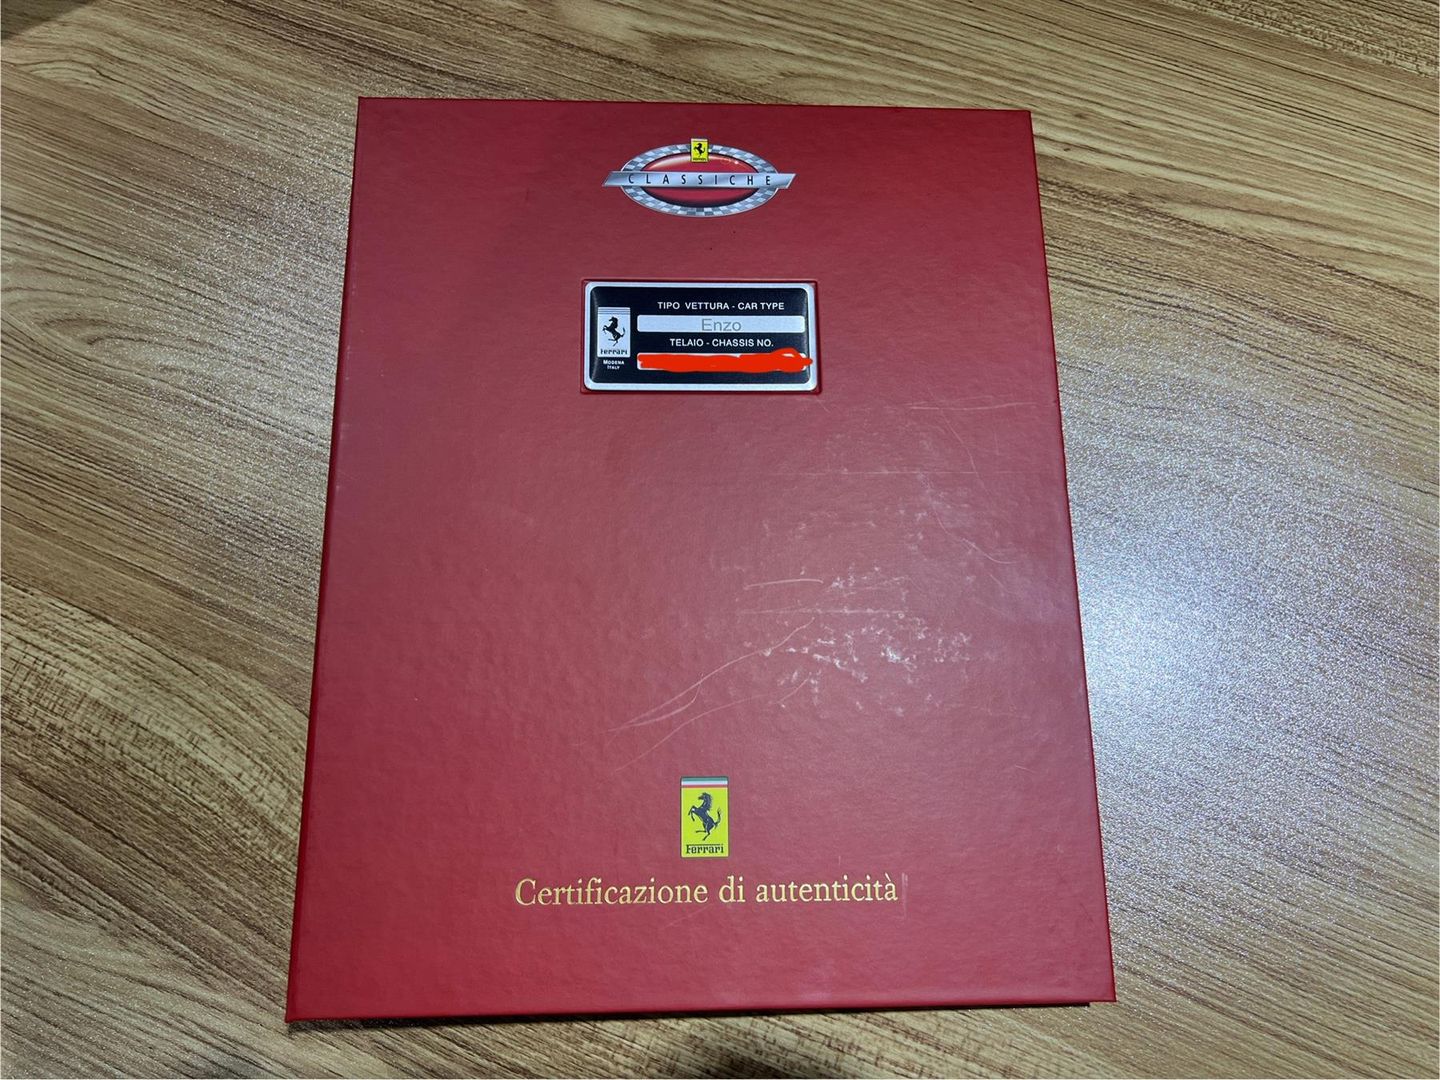 CLASSICHE
TIPO VETTURA - CAR TYPE
Enzo
TELAIO - CHASSIS NO.
Ferrari
MODENA
ITALY
Ferrari
Certificazione di autenticità